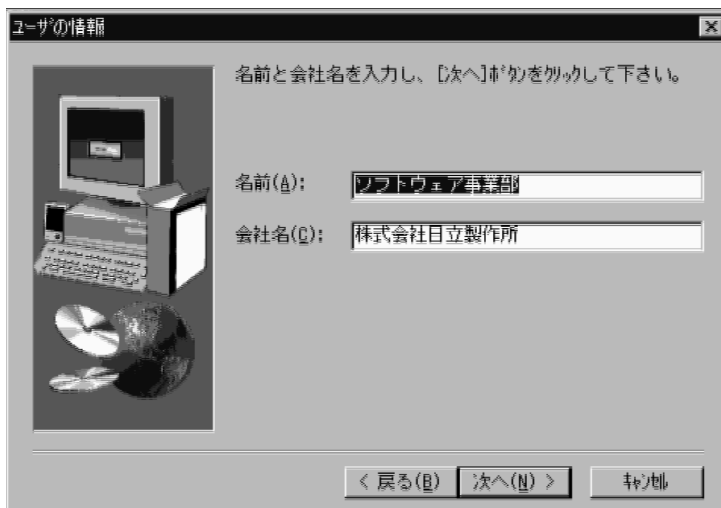 ユーザの情報
名前と会社名を入力し、[次へ]ﾎﾞﾀﾝをｸﾘｯｸして下さい。
名前(A): ソフトウェア事業部
会社名(C): 株式会社日立製作所
< 戻る(B) 次へ(N) > ｷｬﾝｾﾙ